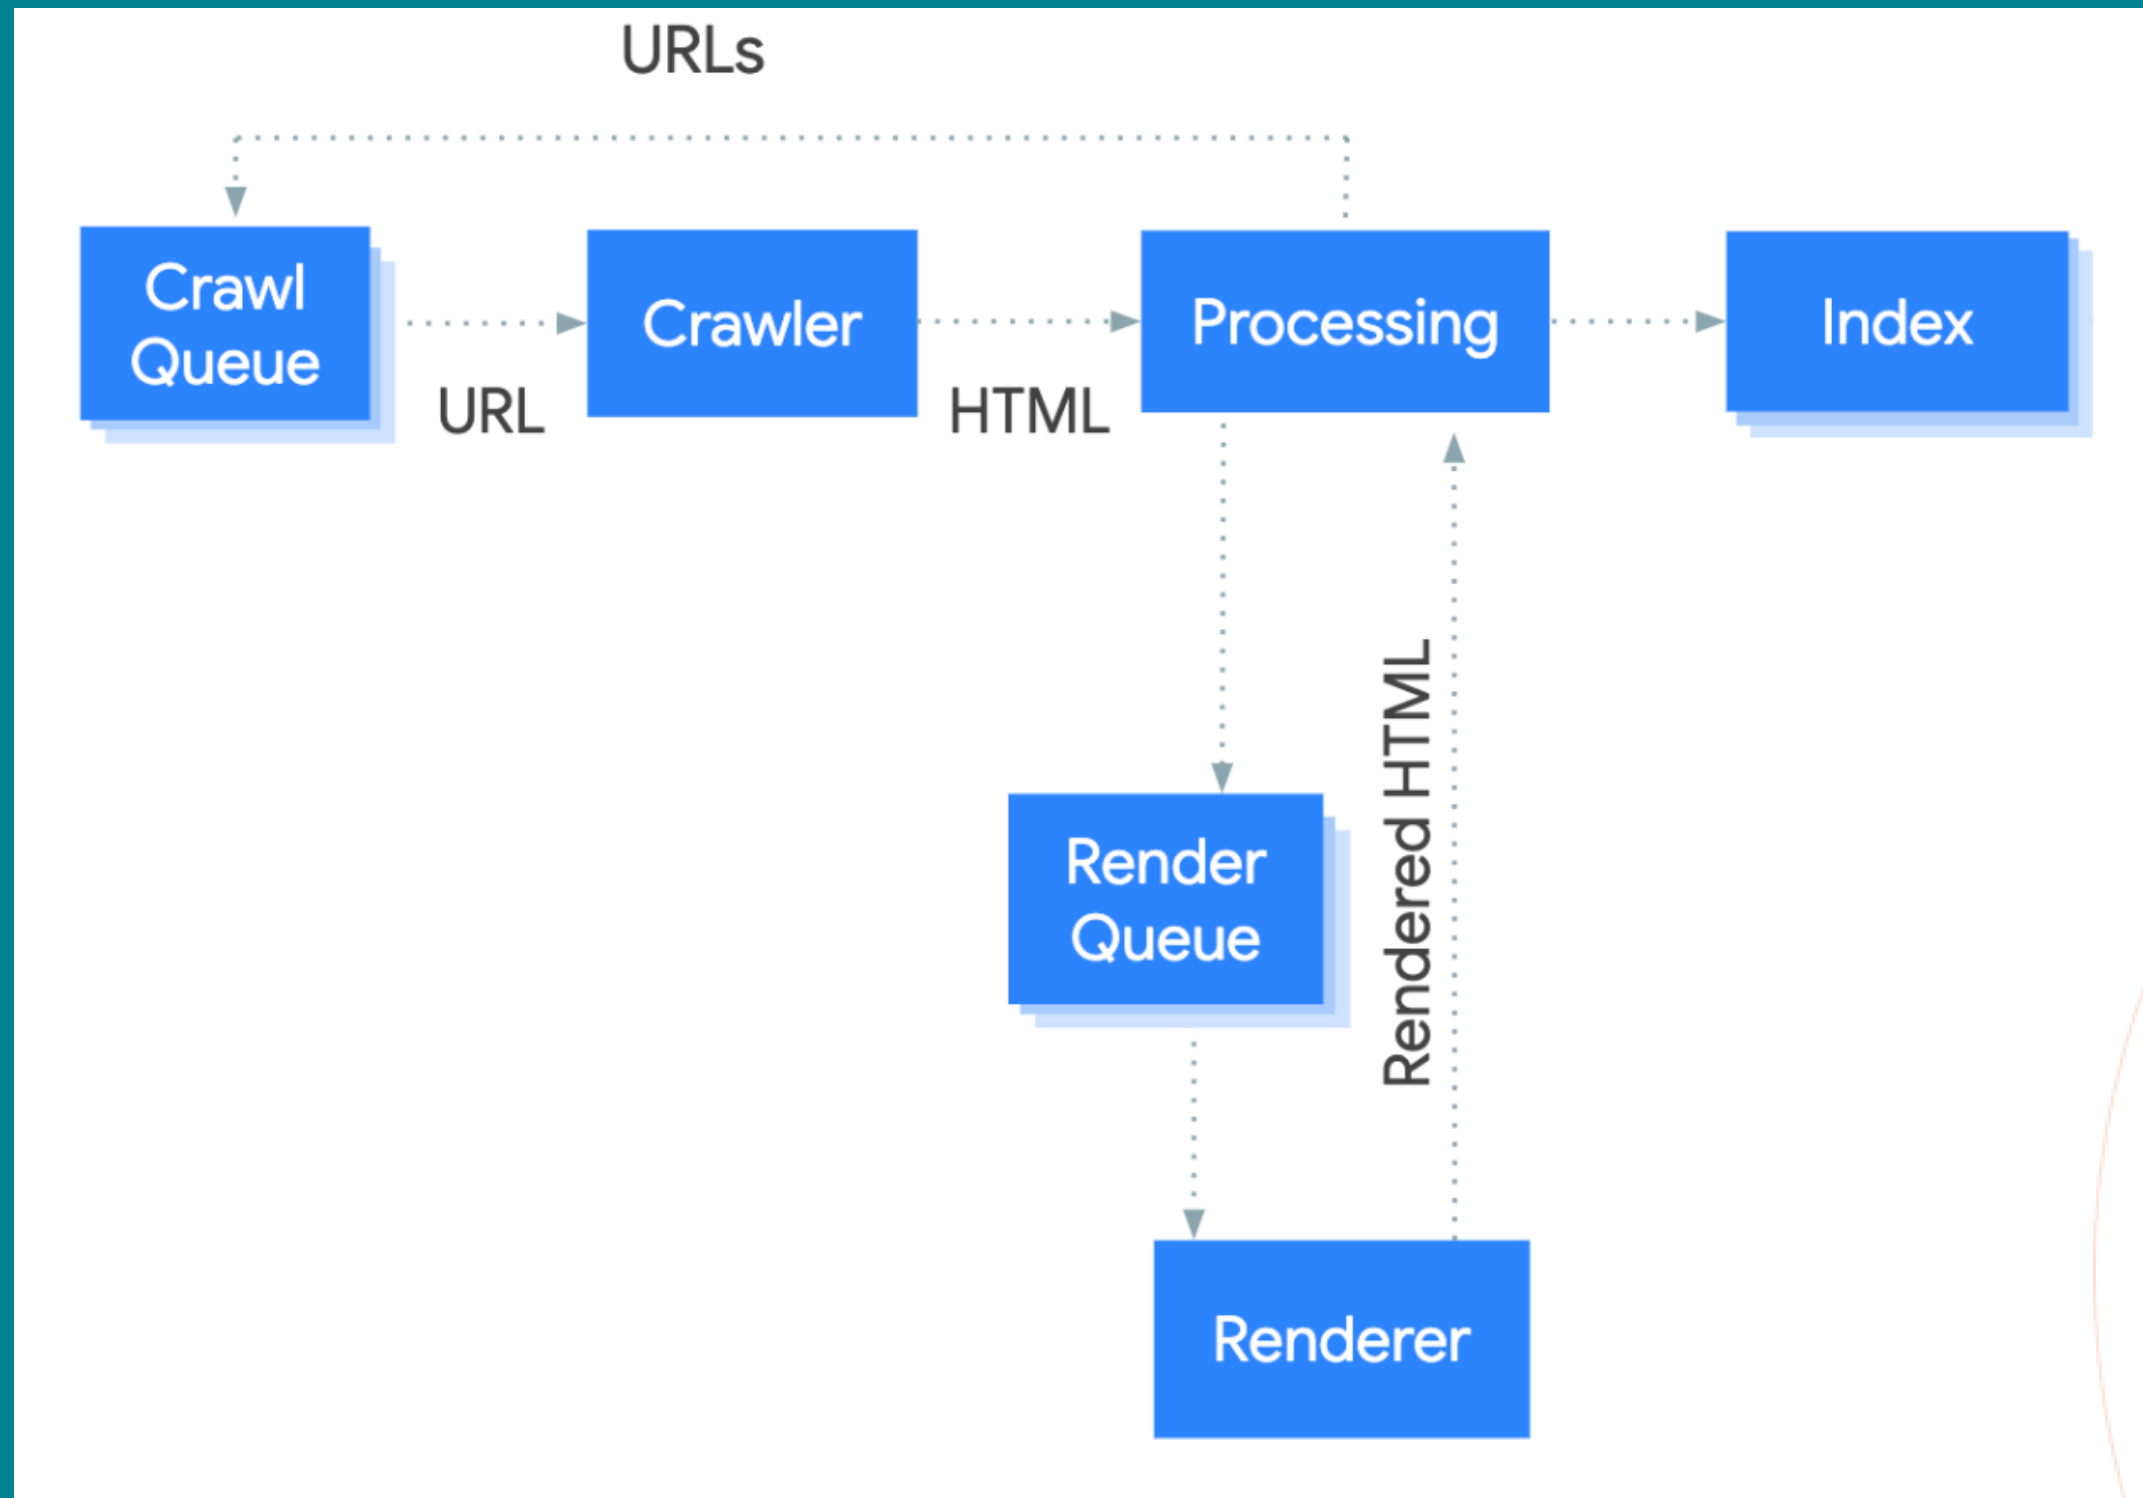 URLs
Crawl
Queue
URL
Crawler
HTML
Processing
Index
Render
Queue
Rendered HTML
Renderer